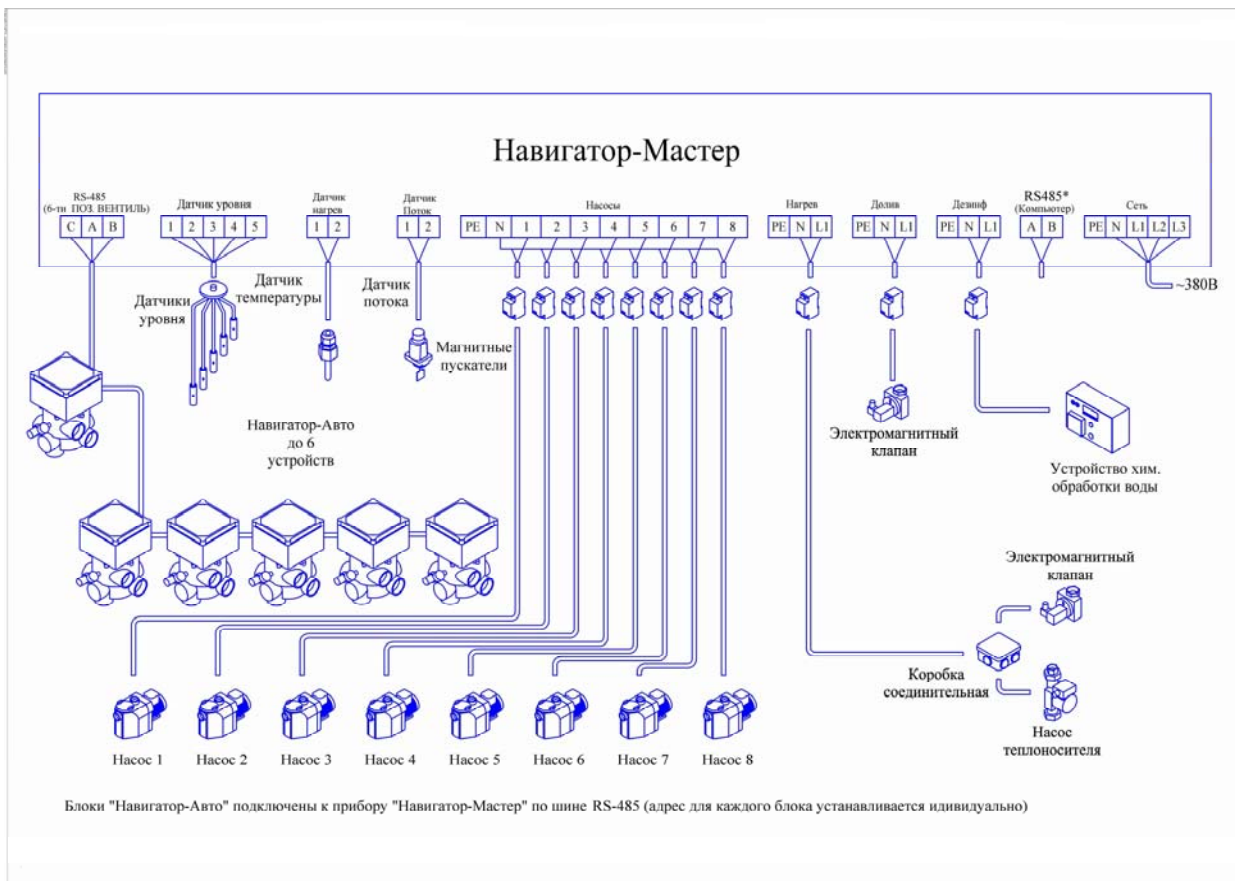 Навигатор-Мастер
RS-485
(6-ти ПОЗ. ВЕНТИЛЬ)
C A B
Датчик уровня
1 2 3 4 5
Датчик
нагрев
1 2
Датчик
Поток
1 2
Насосы
PE N 1 2 3 4 5 6 7 8
Нагрев
PE N L1
Долив
PE N L1
Дезинф
PE N L1
RS485*
(Компьютер)
A B
Сеть
PE N L1 L2 L3
~380В
Датчики
уровня
Датчик
температуры
Датчик
потока
Магнитные
пускатели
Навигатор-Авто
до 6
устройств
Электромагнитный
клапан
Устройство хим.
обработки воды
Электромагнитный
клапан
Коробка
соединительная
Насос
теплоносителя
Насос 1 Насос 2 Насос 3 Насос 4 Насос 5 Насос 6 Насос 7 Насос 8
Блоки "Навигатор-Авто" подключены к прибору "Навигатор-Мастер" по шине RS-485 (адрес для каждого блока устанавливается идивидуально)